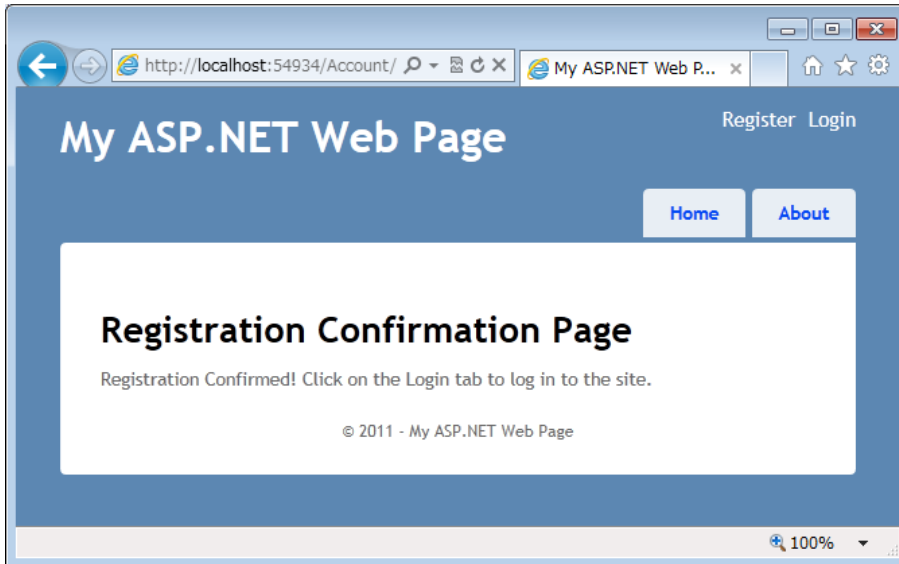 http://localhost:54934/Account/
My ASP.NET Web P...
My ASP.NET Web Page
Register Login
Home About
Registration Confirmation Page
Registration Confirmed! Click on the Login tab to log in to the site.
© 2011 - My ASP.NET Web Page
100%